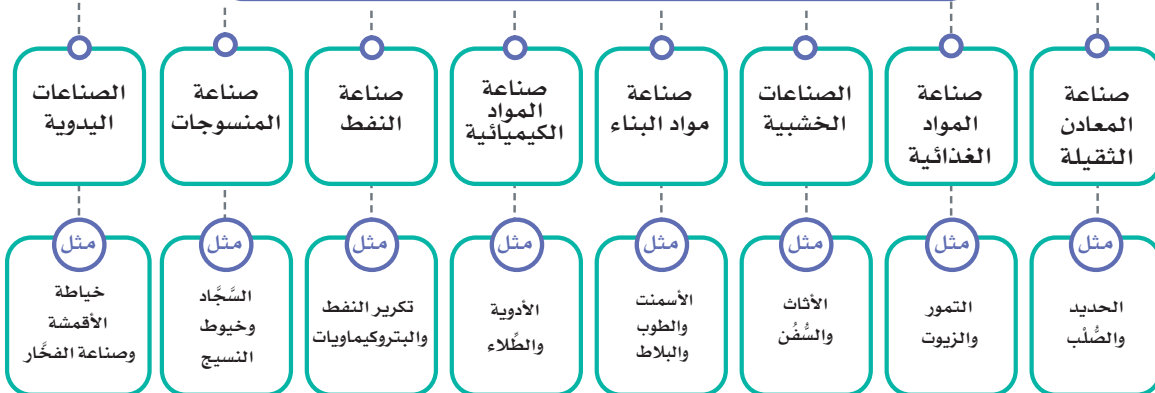 صناعة
المعادن
الثقيلة
مثل
الحديد
والصُّلْب
صناعة
المواد
الغذائية
مثل
التمور
والزيوت
الصناعات
الخشبية
مثل
الأثاث
والسُّفُن
صناعة
مواد البناء
مثل
الأسمنت
والطوب
والبلاط
صناعة
المواد
الكيميائية
مثل
الأدوية
والطِّلاء
صناعة
النفط
مثل
تكرير النفط
والبتروكيماويات
صناعة
المنسوجات
مثل
السَّجَّاد
وخيوط
النسيج
الصناعات
اليدوية
مثل
خياطة
الأقمشة
وصناعة الفخَّار